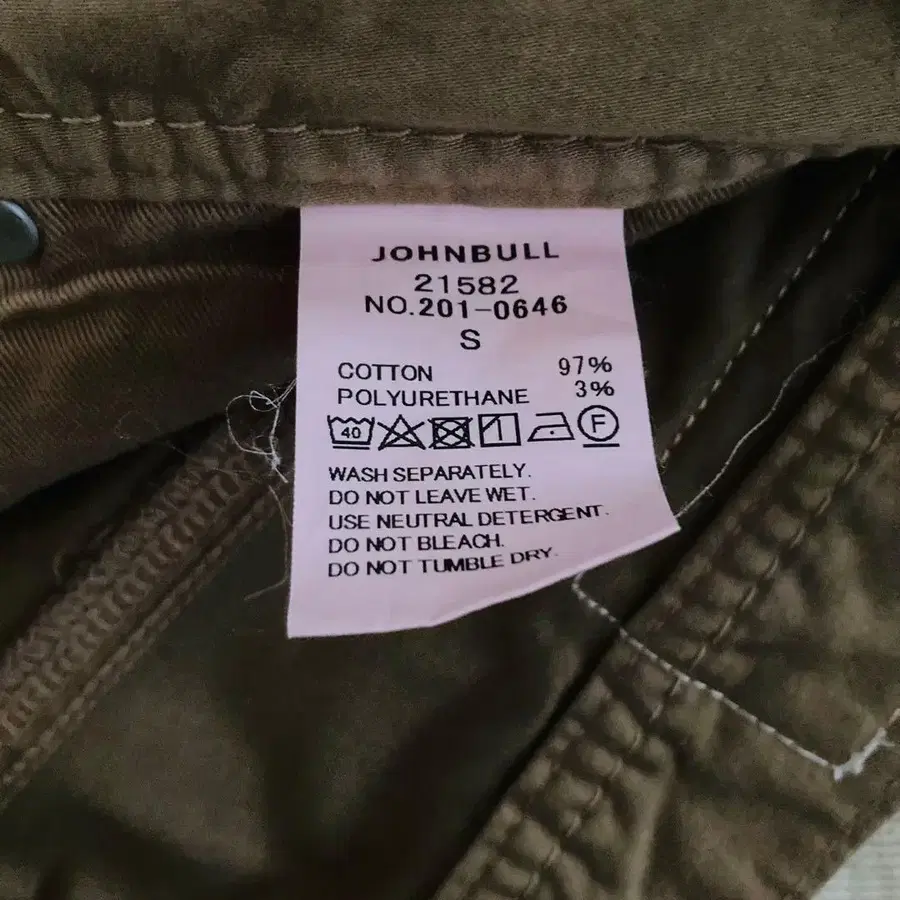 JOHNBULL
21582
NO.201-0646
S
COTTON 97%
POLYURETHANE 3%
40 F
WASH SEPARATELY.
DO NOT LEAVE WET.
USE NEUTRAL DETERGENT.
DO NOT BLEACH.
DO NOT TUMBLE DRY.